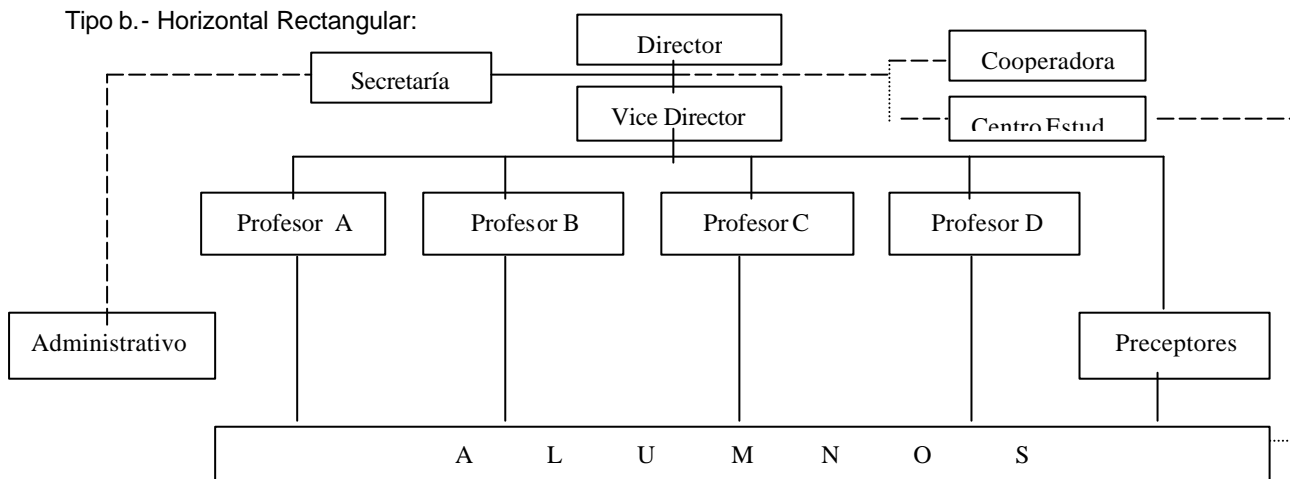 Tipo b.- Horizontal Rectangular:
Director
Secretaría
Cooperadora
Vice Director
Centro Estud
Profesor A
Profesor B
Profesor C
Profesor D
Administrativo
Preceptores
A L U M N O S